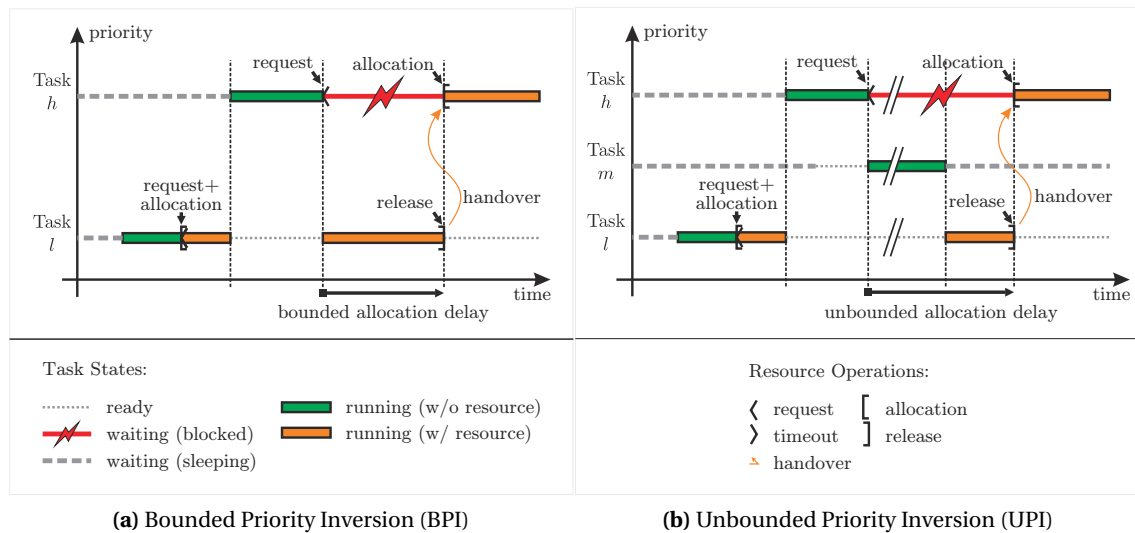 priority
request
allocation
Task
h
request+
allocation
release
handover
Task
l
time
bounded allocation delay
Task States:
ready
waiting (blocked)
waiting (sleeping)
running (w/o resource)
running (w/ resource)
(a) Bounded Priority Inversion (BPI)
priority
request
allocation
Task
h
Task
m
request+
allocation
release
handover
Task
l
time
unbounded allocation delay
Resource Operations:
request
timeout
handover
allocation
release
(b) Unbounded Priority Inversion (UPI)